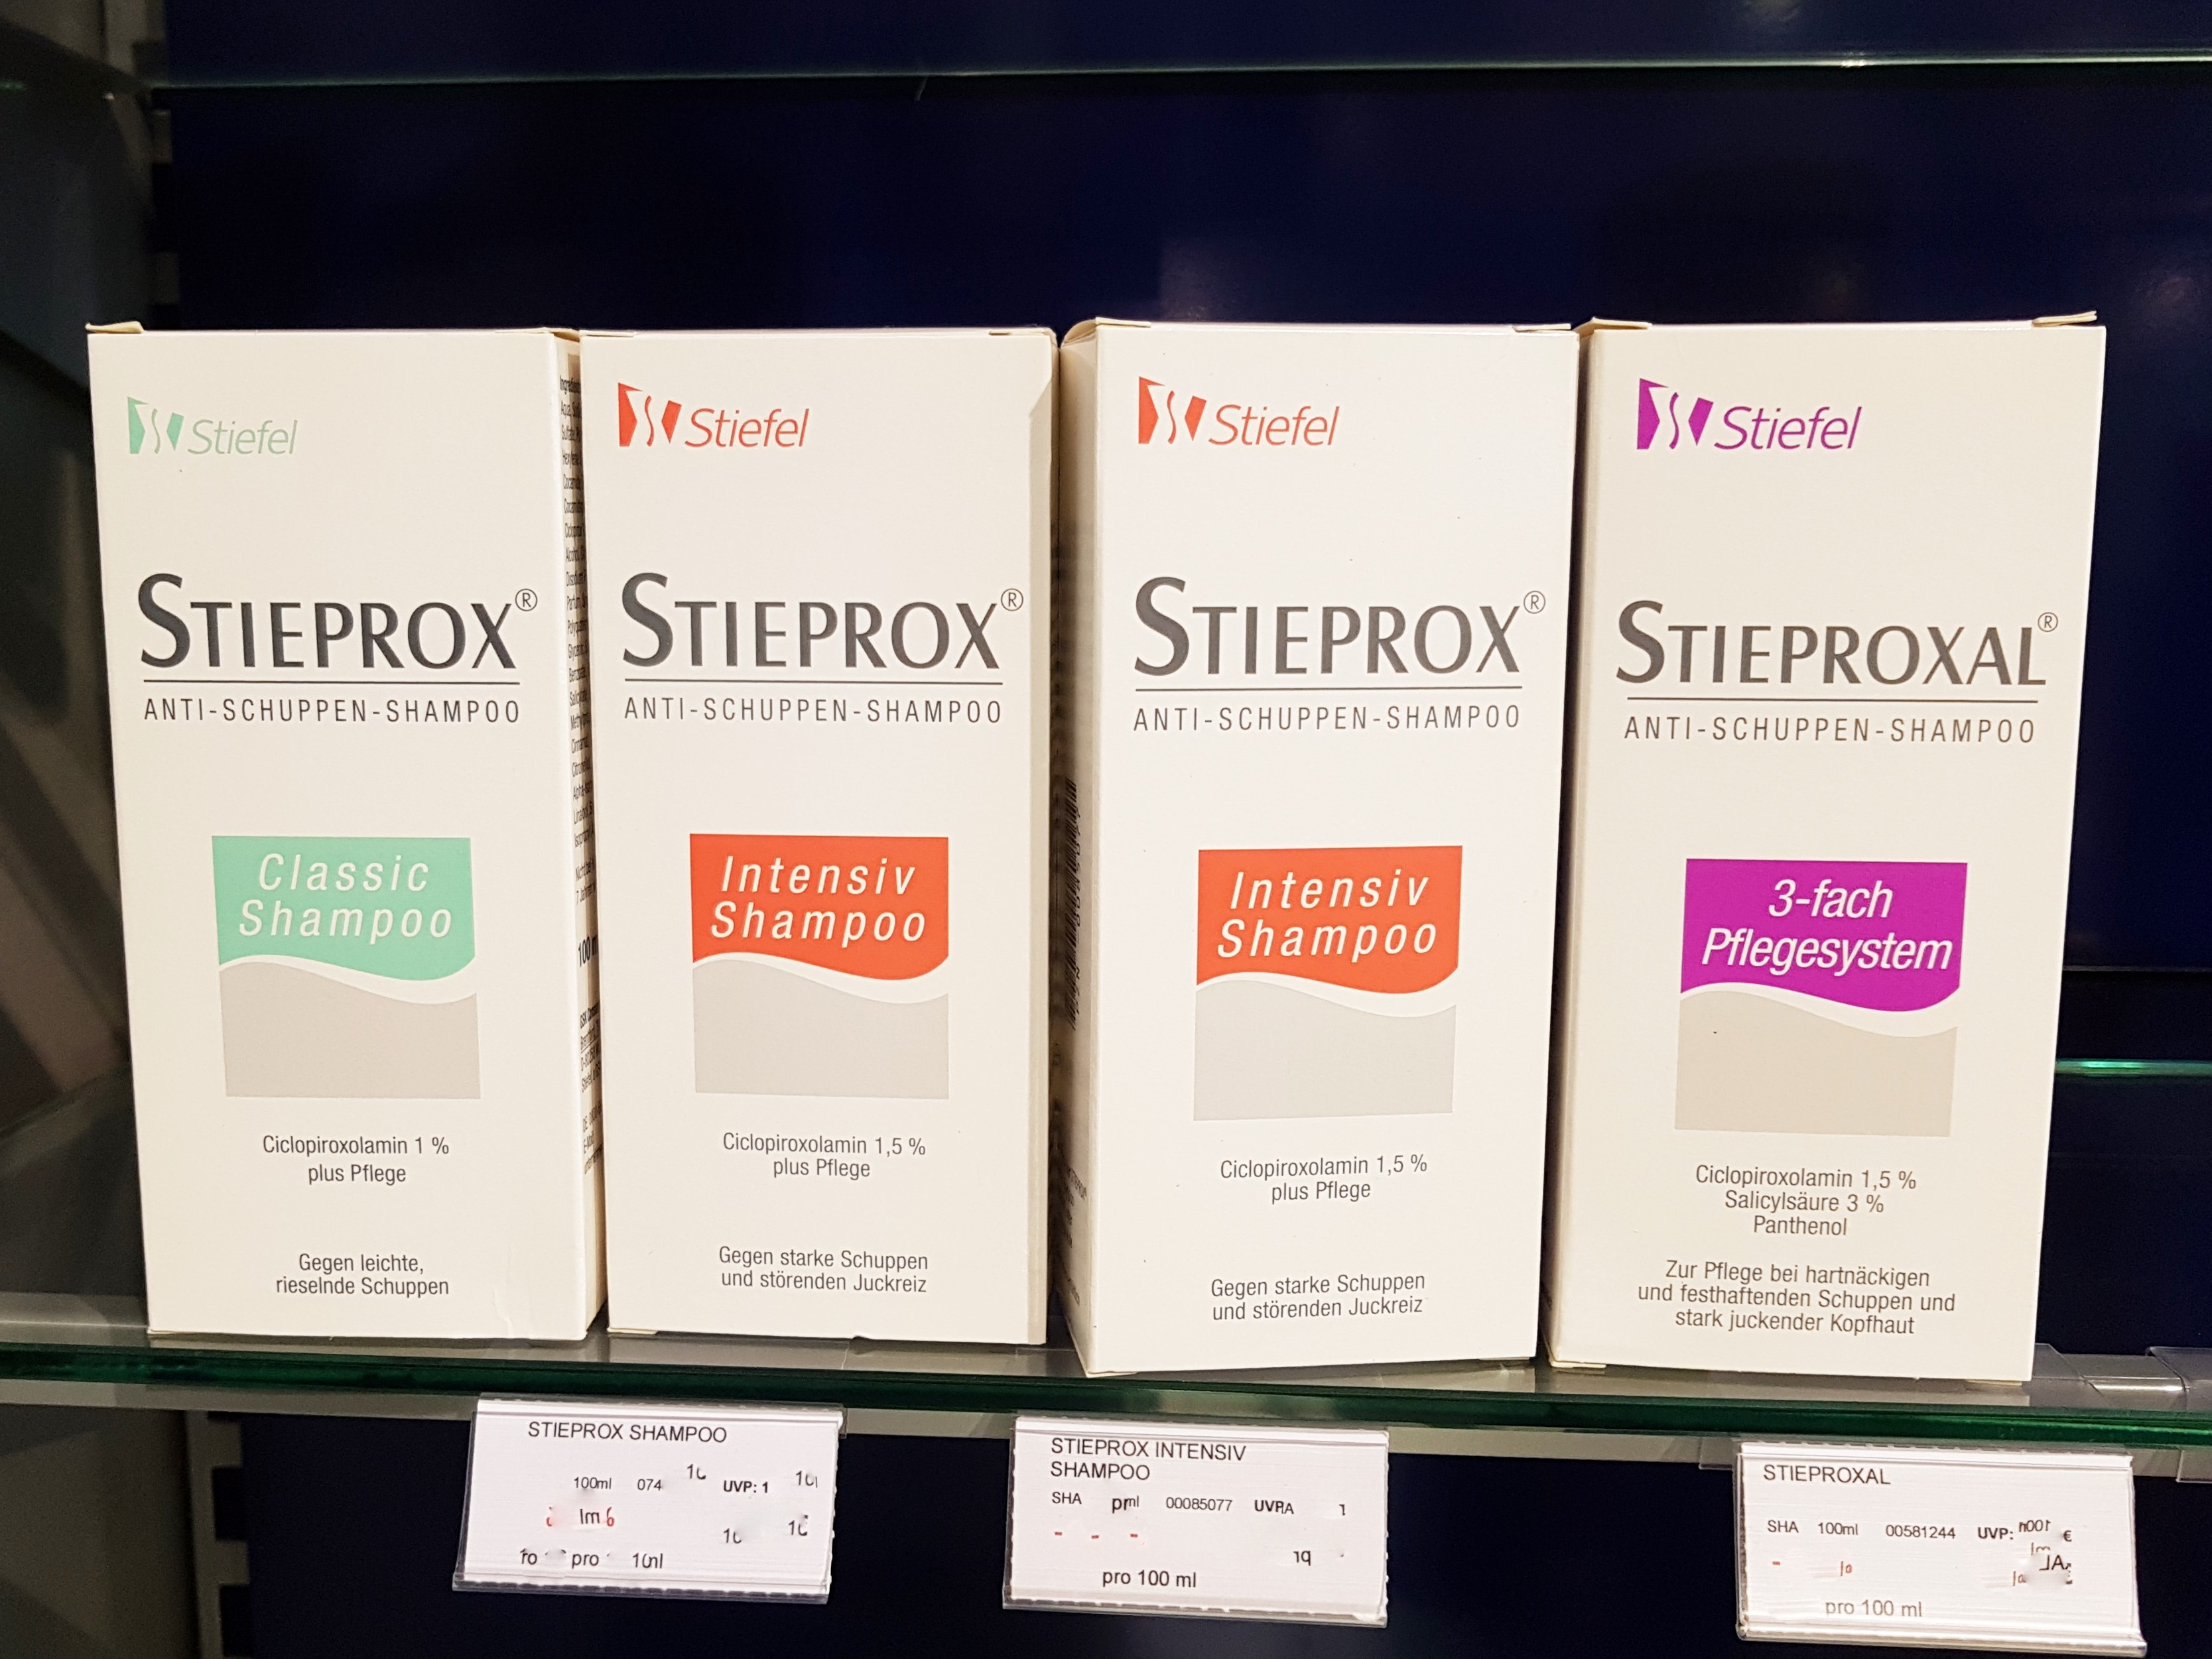 Stiefel
STIEPROX®
ANTI-SCHUPPEN-SHAMPOO
Classic
Shampoo
Ciclopiroxolamin 1 %
plus Pflege
Gegen leichte,
rieselnde Schuppen
Stiefel
STIEPROX®
ANTI-SCHUPPEN-SHAMPOO
Intensiv
Shampoo
Ciclopiroxolamin 1,5 %
plus Pflege
Gegen starke Schuppen
und störenden Juckreiz
Stiefel
STIEPROX®
ANTI-SCHUPPEN-SHAMPOO
Intensiv
Shampoo
Ciclopiroxolamin 1,5 %
plus Pflege
Gegen starke Schuppen
und störenden Juckreiz
Stiefel
STIEPROXAL®
ANTI-SCHUPPEN-SHAMPOO
3-fach
Pflegesystem
Ciclopiroxolamin 1,5 %
Salicylsäure 3 %
Panthenol
Zur Pflege bei hartnäckigen
und festhaftenden Schuppen und
stark juckender Kopfhaut
STIEPROX SHAMPOO
100ml 074 UVP: 1
pro
STIEPROX INTENSIV
SHAMPOO
SHA 00085077
pro 100 ml
STIEPROXAL
SHA 100ml 00581244 UVP: €
pro 100 ml